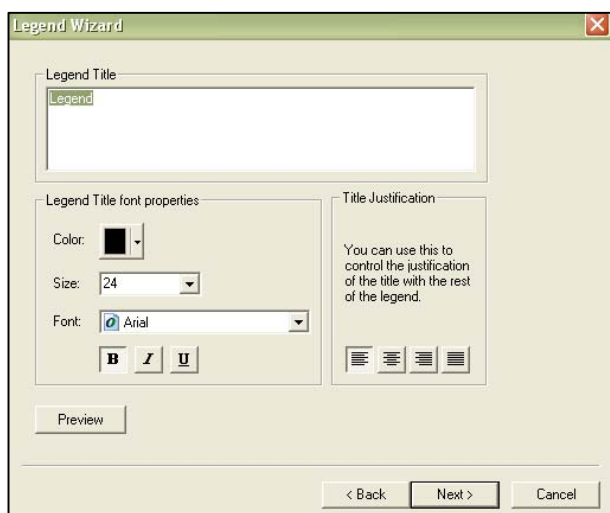 Legend Wizard
Legend Title
Legend
Legend Title font properties
Color:
Size: 24
Font: Arial
B I U
Title Justification
You can use this to
control the justification
of the title with the rest
of the legend.
Preview
< Back Next > Cancel